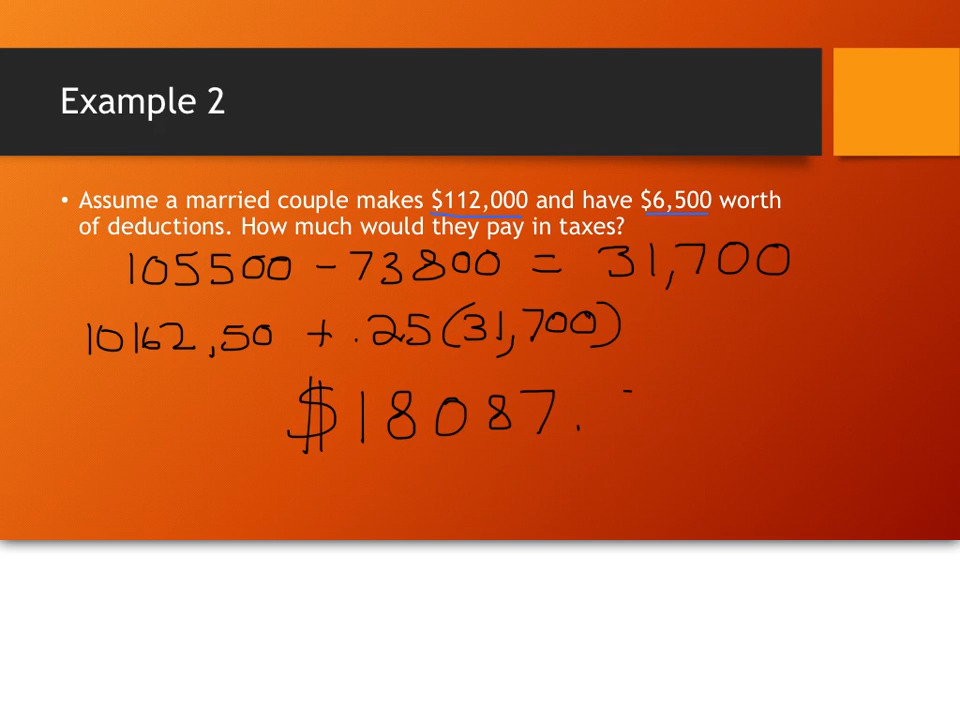 Example 2
• Assume a married couple makes $112,000 and have $6,500 worth
of deductions. How much would they pay in taxes?
105500 - 73800 = 31,700
10162,50 + .25(31,700)
$18087.